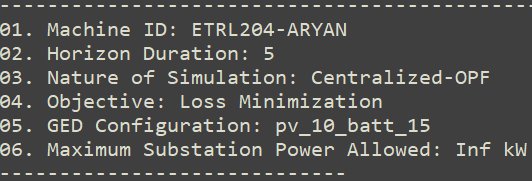 ------------------------------------------------
01. Machine ID: ETRL204-ARYAN
02. Horizon Duration: 5
03. Nature of Simulation: Centralized-OPF
04. Objective: Loss Minimization
05. GED Configuration: pv_10_batt_15
06. Maximum Substation Power Allowed: Inf kW
------------------------------